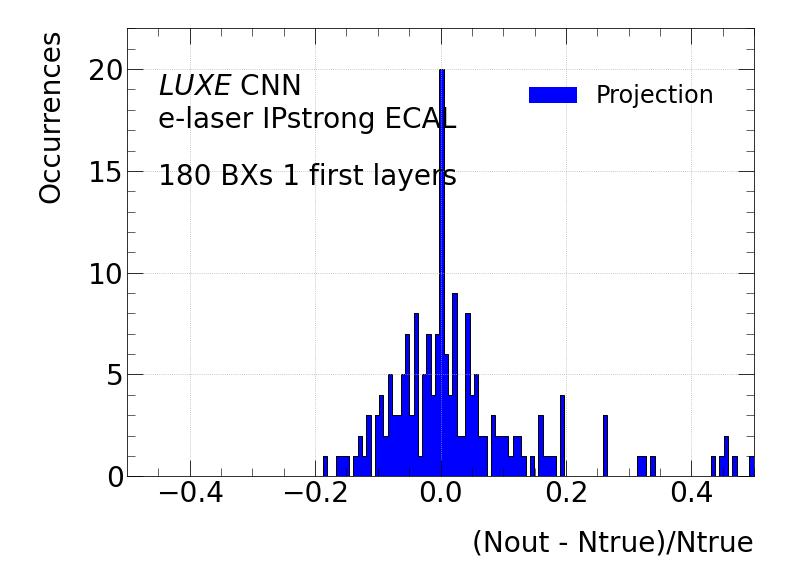 Occurrences
20
15
10
5
0
LUXE CNN
e-laser IPstrong ECAL
180 BXs 1 first layers
Projection
−0.4 −0.2 0.0 0.2 0.4
(Nout - Ntrue)/Ntrue